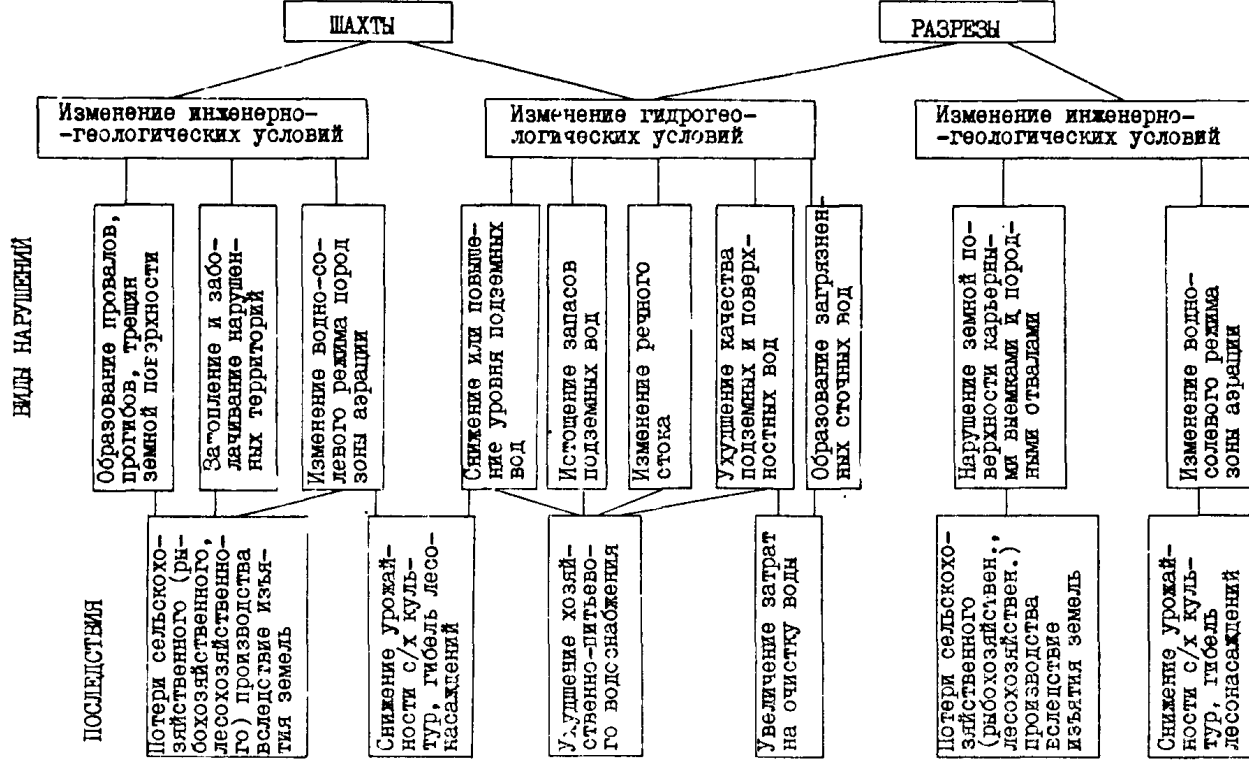 ШАХТЫ
РАЗРЕЗЫ
Изменение инженерно-
-геологических условий
Изменение гидрогео-
логических условий
Изменение инженерно-
-геологических условий
ВИДЫ НАРУШЕНИЙ
Образование провалов,
прогибов, трещин
земной поверхности
Затопление и забо-
лачивание нарушен-
ных территорий
Изменение водно-со-
левого режима пород
зоны аэрации
Снижение или повыше-
ние уровня подземных
вод
Истощение запасов
подземных вод
Изменение речного
стока
Ухудшение качества
подземных и поверх-
ностных вод
Образование загрязнен-
ных сточных вод
Нарушение земной по-
верхности карьерны-
ми выемками и пород-
ными отвалами
Изменение водно-
солевого режима
зоны аэрации
ПОСЛЕДСТВИЯ
Потери сельскохо-
зяйственного (ры-
бохозяйственного,
лесохозяйственно-
го) производства
вследствие изъя-
тия земель
Снижение урожай-
ности с/х куль-
тур, гибель лесо-
насаждений
Ухудшение хозяй-
ственно-питьево-
го водоснабжения
Увеличение затрат
на очистку воды
Потери сельскохо-
зяйственного
(рыбохозяйствен.,
лесохозяйствен.)
производства
вследствие
изъятия земель
Снижение урожай-
ности с/х куль-
тур, гибель
лесонасаждений